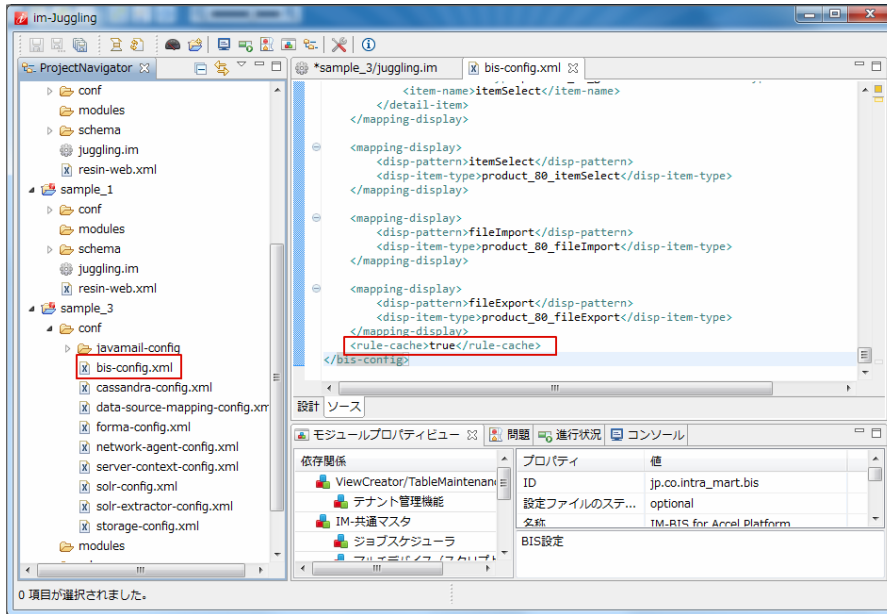 im-Juggling
ProjectNavigator
conf
modules
schema
juggling.im
resin-web.xml
sample_1
conf
modules
schema
juggling.im
resin-web.xml
sample_3
conf
javamail-config
bis-config.xml
cassandra-config.xml
data-source-mapping-config.xm
forma-config.xml
network-agent-config.xml
server-context-config.xml
solr-config.xml
solr-extractor-config.xml
storage-config.xml
modules
*sample_3/juggling.im
bis-config.xml
<item-name>itemSelect</item-name>
</detail-item>
</mapping-display>
<mapping-display>
<disp-pattern>itemSelect</disp-pattern>
<disp-item-type>product_80_itemSelect</disp-item-type>
</mapping-display>
<mapping-display>
<disp-pattern>fileImport</disp-pattern>
<disp-item-type>product_80_fileImport</disp-item-type>
</mapping-display>
<mapping-display>
<disp-pattern>fileExport</disp-pattern>
<disp-item-type>product_80_fileExport</disp-item-type>
</mapping-display>
<rule-cache>true</rule-cache>
</bis-config>
設計 ソース
モジュールプロパティビュー 問題 進行状況 コンソール
依存関係
ViewCreator/TableMaintenan
テナント管理機能
IM-共通マスタ
ジョブスケジューラ
マルチデバイス (スクリプト
プロパティ 値
ID jp.co.intra_mart.bis
設定ファイルのステ... optional
名称 IM-BIS for Accel Platform
BIS設定
0 項目が選択されました。